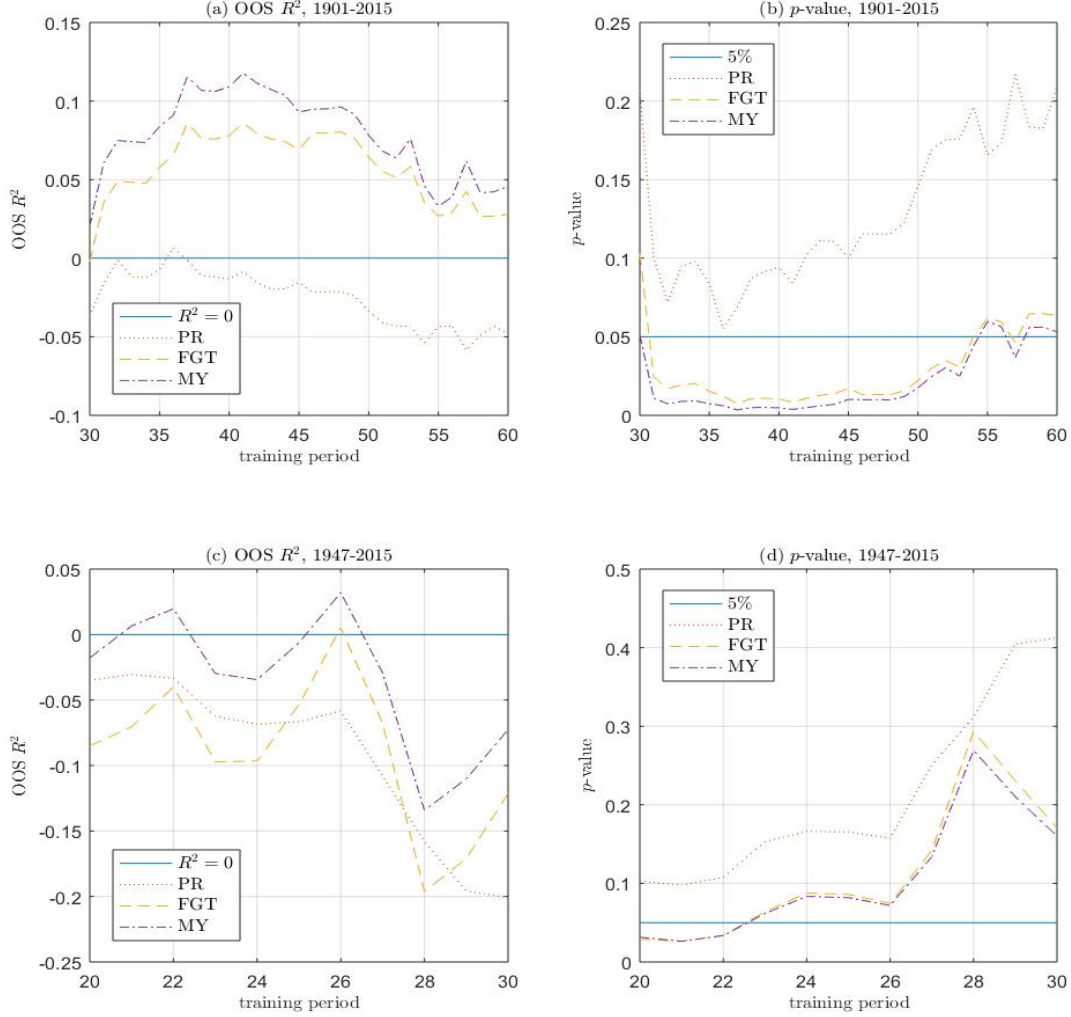 (a) OOS R², 1901-2015
0.15
0.1
0.05
0
-0.05
-0.1
OOS R²
R² = 0
PR
FGT
MY
30 35 40 45 50 55 60
training period
(b) p-value, 1901-2015
0.25
0.2
0.15
0.1
0.05
0
p-value
5%
PR
FGT
MY
30 35 40 45 50 55 60
training period
(c) OOS R², 1947-2015
0.05
0
-0.05
-0.1
-0.15
-0.2
-0.25
OOS R²
R² = 0
PR
FGT
MY
20 22 24 26 28 30
training period
(d) p-value, 1947-2015
0.5
0.4
0.3
0.2
0.1
0
p-value
5%
PR
FGT
MY
20 22 24 26 28 30
training period